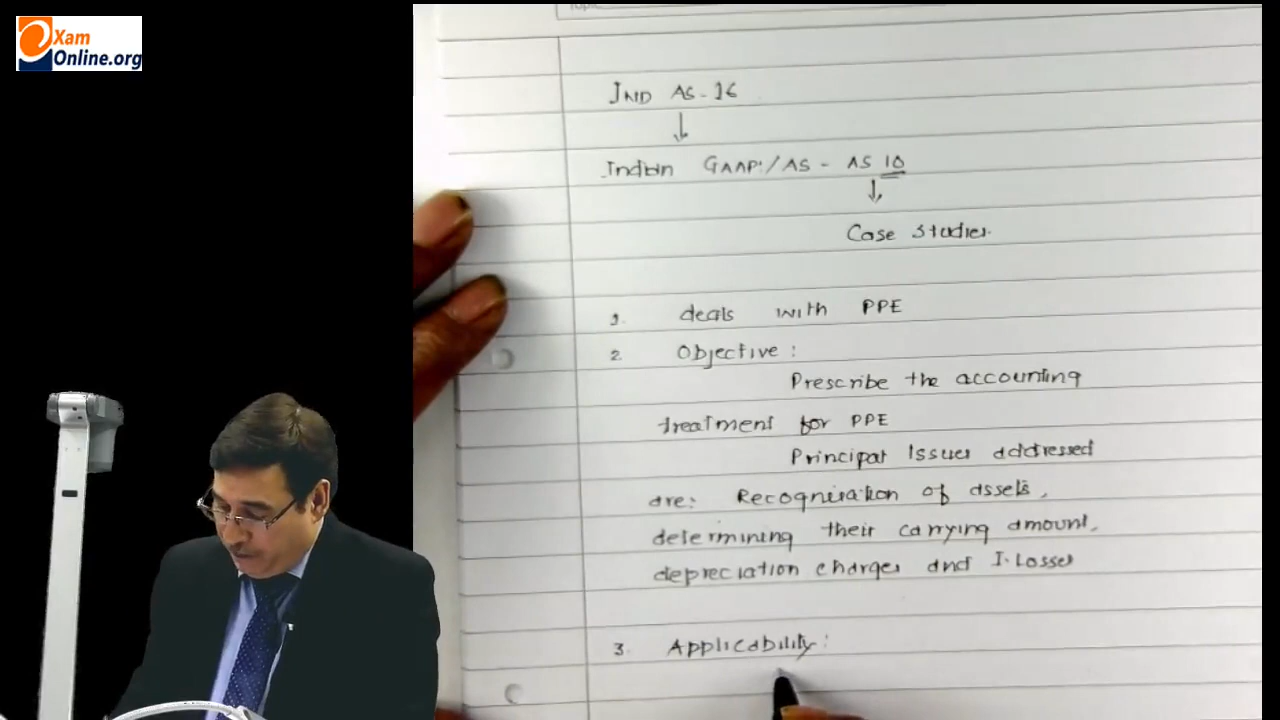 Xam
Online.org
IND AS-16
Indian GAAP/AS - AS 10
Case Studies
1. deals with PPE
2. Objective:
Prescribe the accounting
treatment for PPE
Principal Issues addressed
are: Recognisation of assets,
determining their carrying amount,
depreciation charges and I.Losses
3. Applicability: